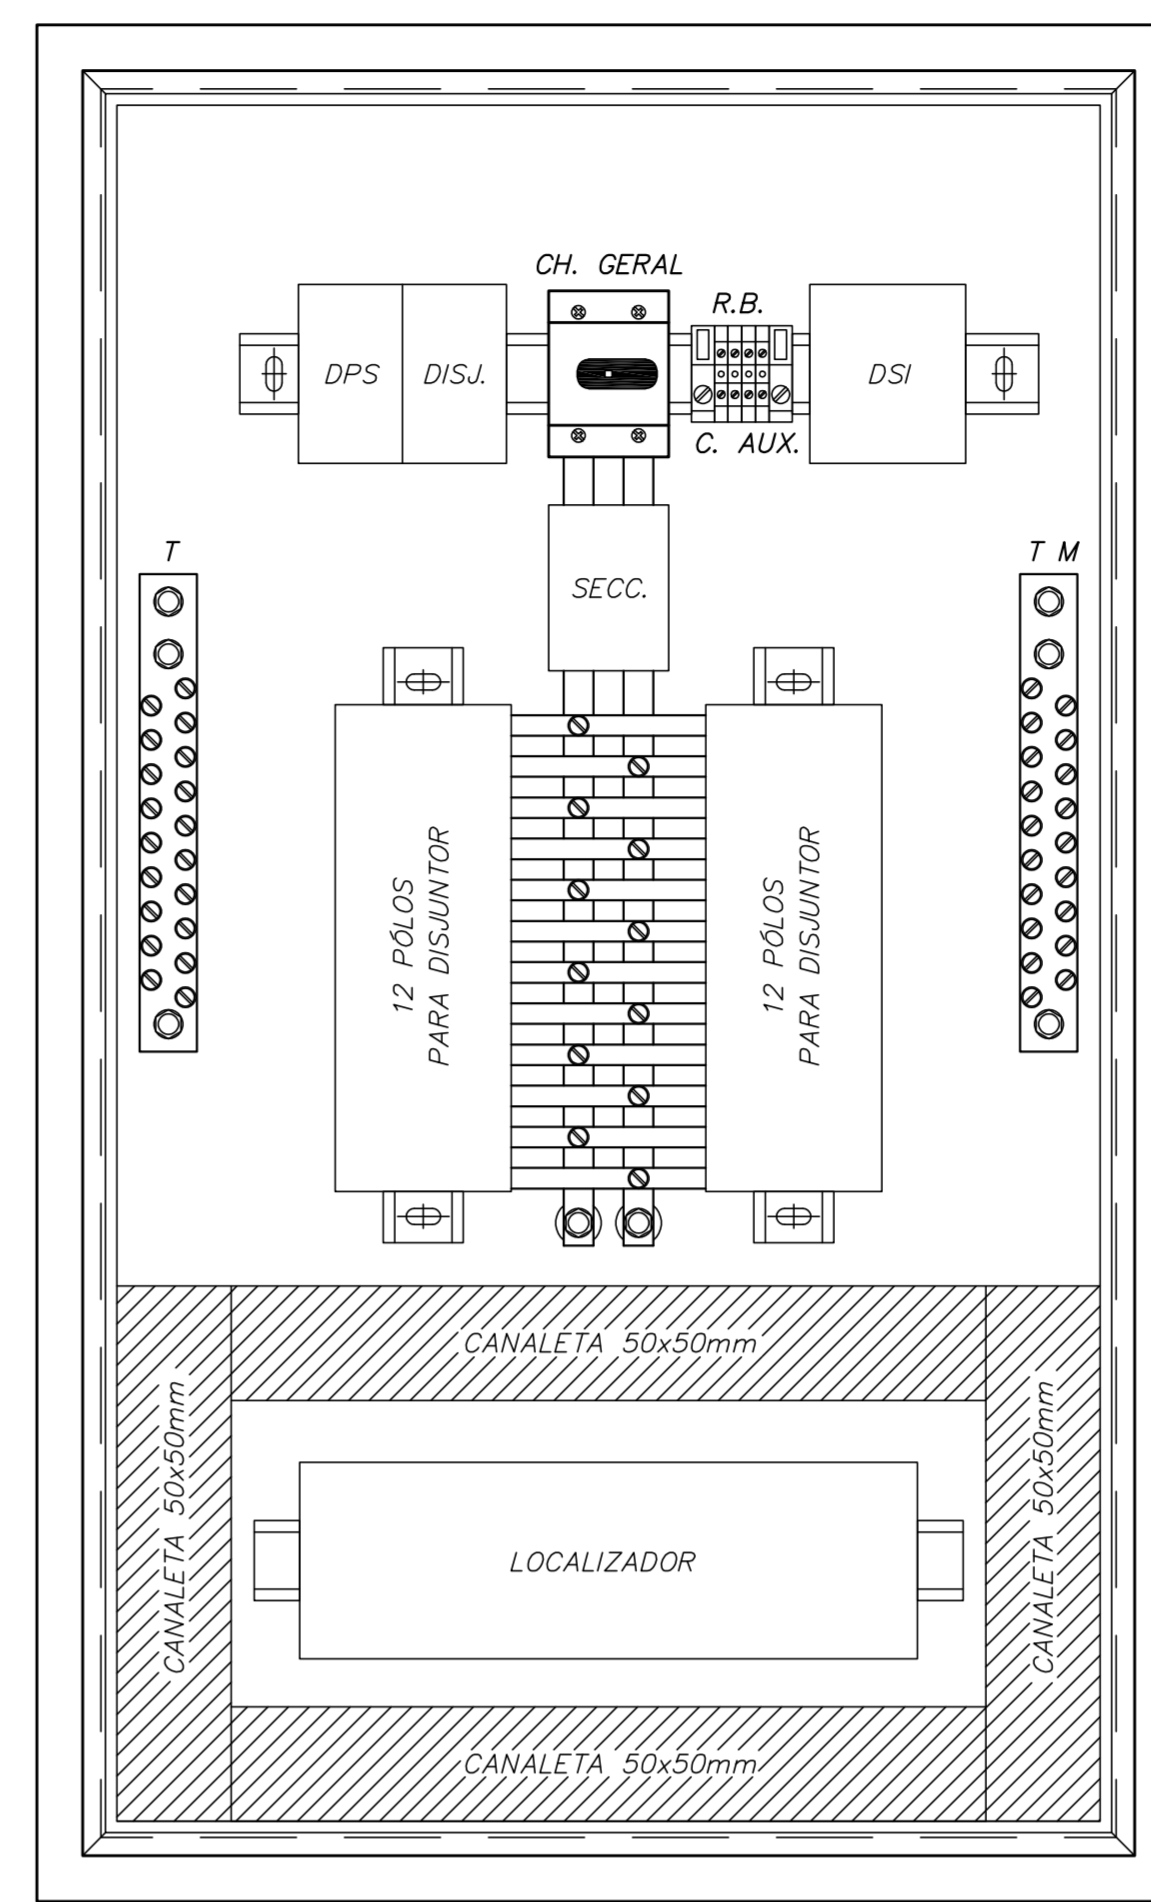 CH. GERAL
R.B.
DPS
DISJ.
DSI
C. AUX.
T
T M
SECC.
12 PÓLOS
PARA DISJUNTOR
12 PÓLOS
PARA DISJUNTOR
CANALETA 50x50mm
CANALETA 50x50mm
CANALETA 50x50mm
LOCALIZADOR
CANALETA 50x50mm